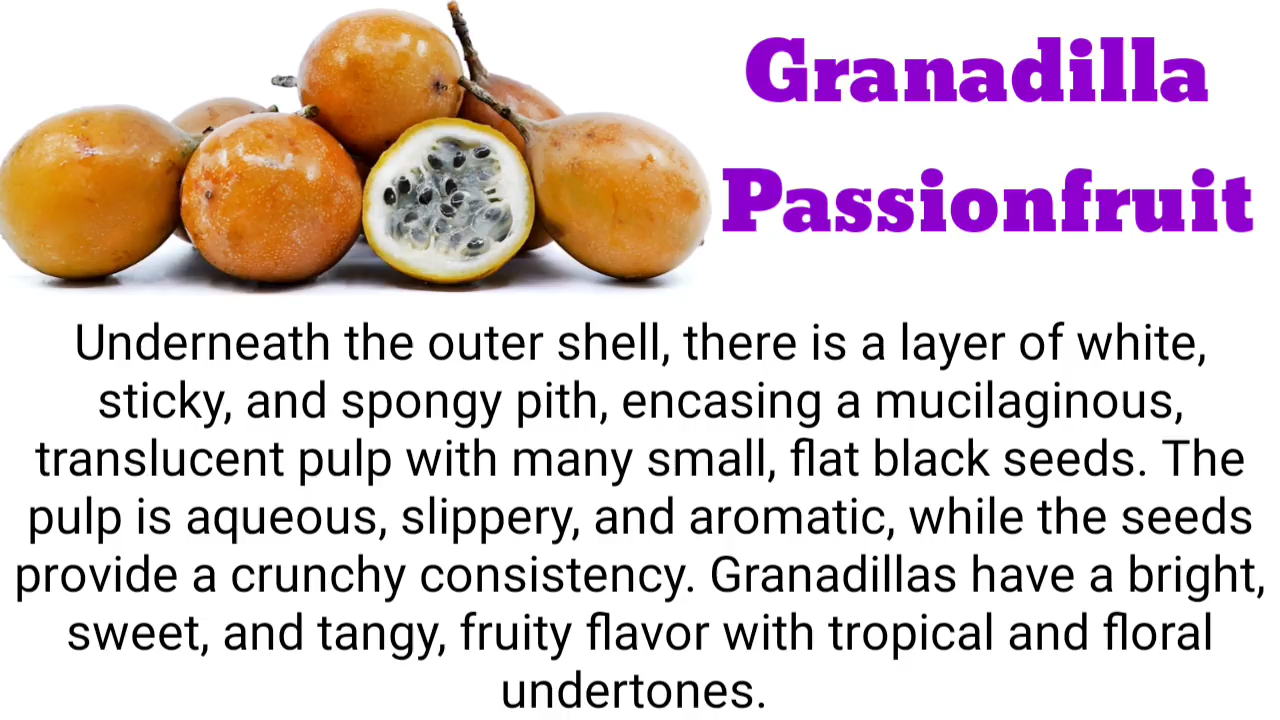 Granadilla
Passionfruit
Underneath the outer shell, there is a layer of white,
sticky, and spongy pith, encasing a mucilaginous,
translucent pulp with many small, flat black seeds. The
pulp is aqueous, slippery, and aromatic, while the seeds
provide a crunchy consistency. Granadillas have a bright,
sweet, and tangy, fruity flavor with tropical and floral
undertones.